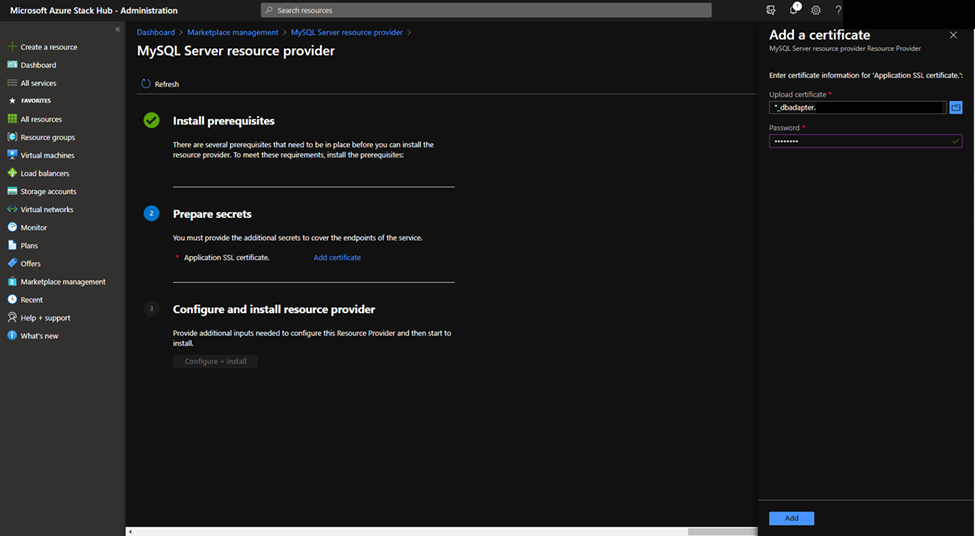 Microsoft Azure Stack Hub - Administration
Search resources
1
?
«
Create a resource
Dashboard
All services
FAVORITES
All resources
Resource groups
Virtual machines
Load balancers
Storage accounts
Virtual networks
Monitor
Plans
Offers
Marketplace management
Recent
Help + support
What's new
Dashboard > Marketplace management > MySQL Server resource provider >
MySQL Server resource provider
Refresh
Install prerequisites
There are several prerequisites that need to be in place before you can install the
resource provider. To meet these requirements, install the prerequisites:
2
Prepare secrets
You must provide the additional secrets to cover the endpoints of the service.
* Application SSL certificate. Add certificate
3
Configure and install resource provider
Provide additional inputs needed to configure this Resource Provider and then start to
install.
Configure + install
Add a certificate
MySQL Server resource provider Resource Provider
Enter certificate information for 'Application SSL certificate.':
Upload certificate *
"_dbadapter.
Password *
••••••••
Add